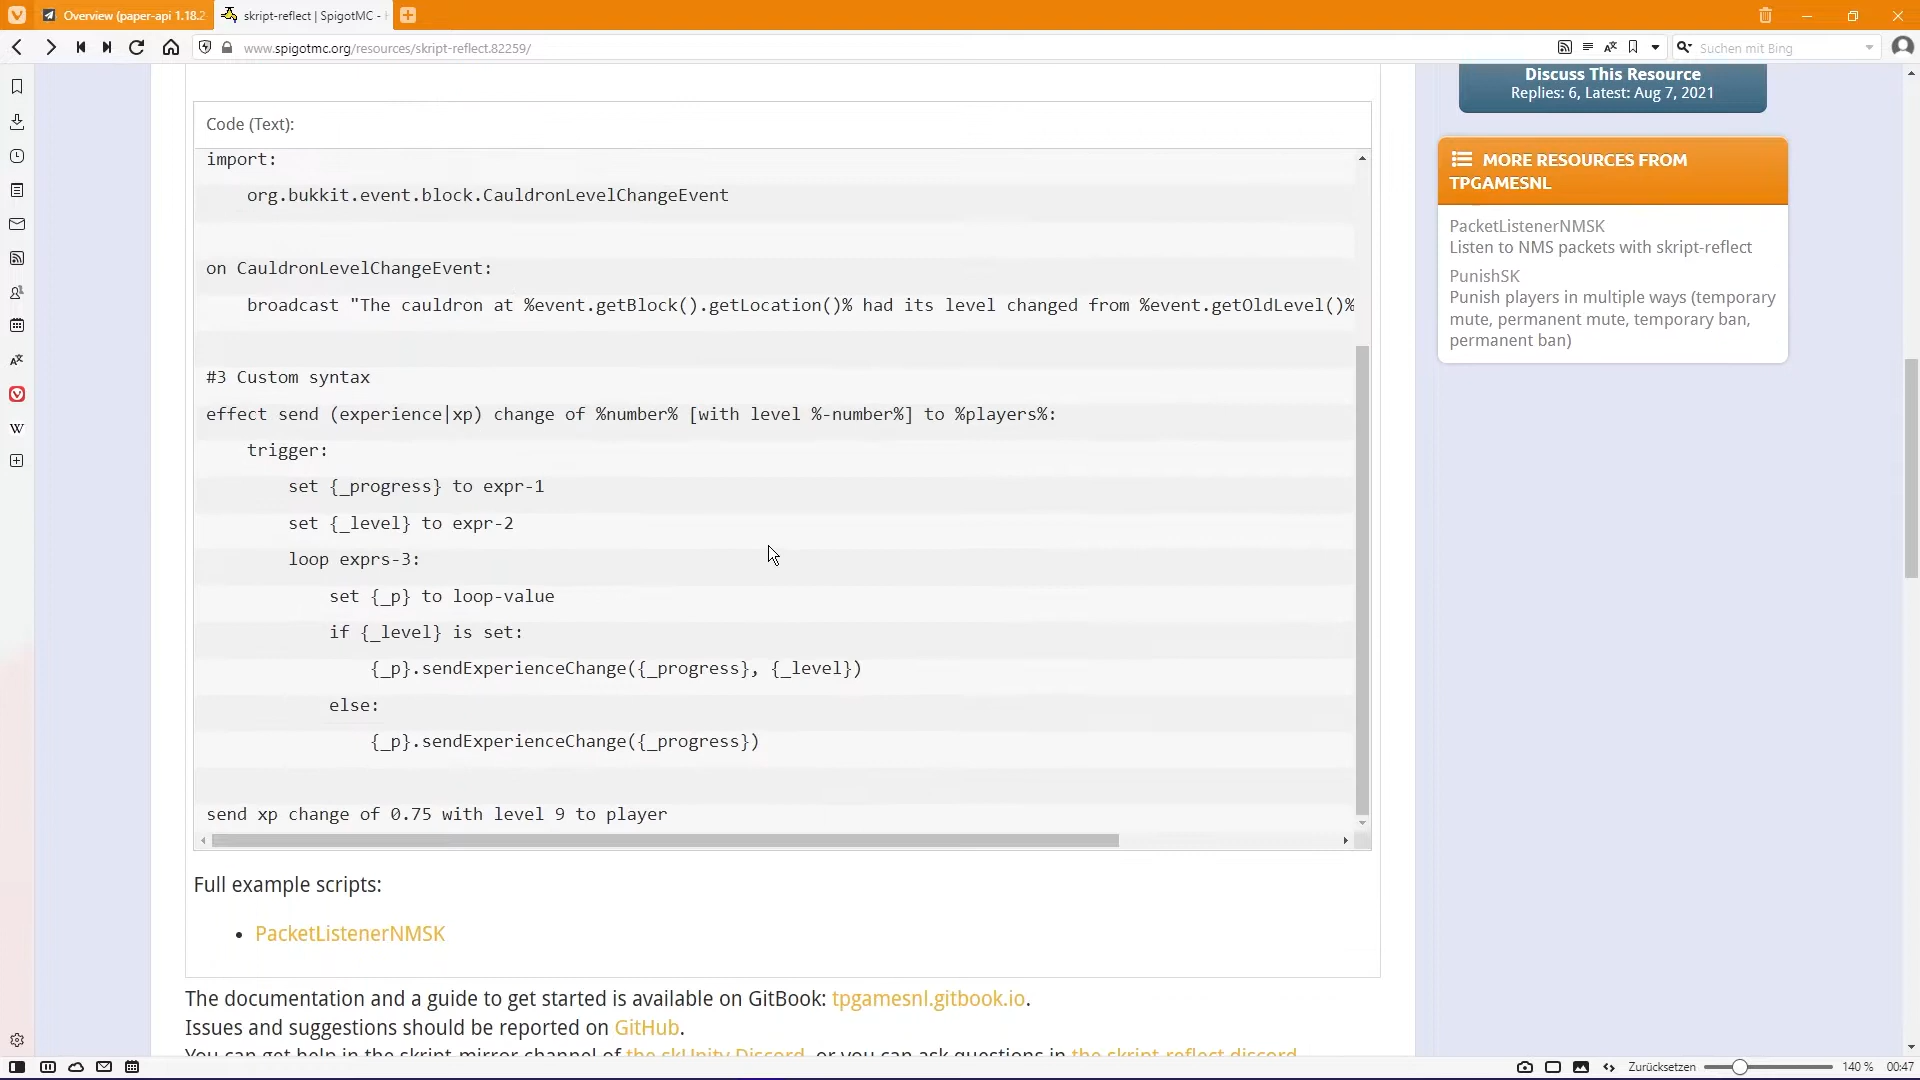 Overview (paper-api 1.18.2
skript-reflect | SpigotMC -
www.spigotmc.org/resources/skript-reflect.82259/
Suchen mit Bing
Discuss This Resource
Replies: 6, Latest: Aug 7, 2021
MORE RESOURCES FROM
TPGAMESNL
PacketListenerNMSK
Listen to NMS packets with skript-reflect
PunishSK
Punish players in multiple ways (temporary
mute, permanent mute, temporary ban,
permanent ban)
Code (Text):
import:
org.bukkit.event.block.CauldronLevelChangeEvent
on CauldronLevelChangeEvent:
broadcast "The cauldron at %event.getBlock().getLocation()% had its level changed from %event.getOldLevel()%
#3 Custom syntax
effect send (experience|xp) change of %number% [with level %-number%] to %players%:
trigger:
set {_progress} to expr-1
set {_level} to expr-2
loop exprs-3:
set {_p} to loop-value
if {_level} is set:
{_p}.sendExperienceChange({_progress}, {_level})
else:
{_p}.sendExperienceChange({_progress})
send xp change of 0.75 with level 9 to player
Full example scripts:
• PacketListenerNMSK
The documentation and a guide to get started is available on GitBook: tpgamesnl.gitbook.io.
Issues and suggestions should be reported on GitHub.
You can get help in the skript-mirror channel of the skUnity Discord, or you can ask questions in the skript-reflect discord
Zurücksetzen
140 %
00:47